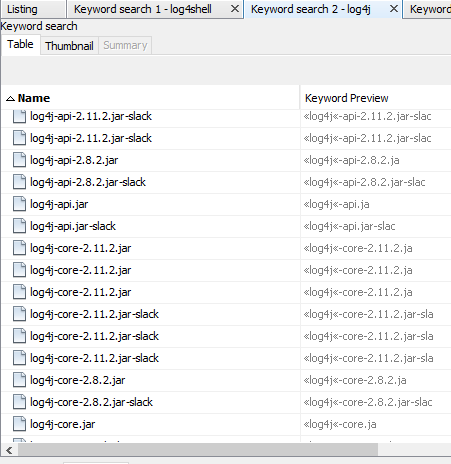 Listing Keyword search 1 - log4shell Keyword search 2 - log4j Keyword
Keyword search
Table Thumbnail Summary
Name Keyword Preview
log4j-api-2.11.2.jar-slack «log4j«-api-2.11.2.jar-slac
log4j-api-2.11.2.jar-slack «log4j«-api-2.11.2.jar-slac
log4j-api-2.8.2.jar «log4j«-api-2.8.2.ja
log4j-api-2.8.2.jar-slack «log4j«-api-2.8.2.jar-slac
log4j-api.jar «log4j«-api.ja
log4j-api.jar-slack «log4j«-api.jar-slac
log4j-core-2.11.2.jar «log4j«-core-2.11.2.ja
log4j-core-2.11.2.jar «log4j«-core-2.11.2.ja
log4j-core-2.11.2.jar «log4j«-core-2.11.2.ja
log4j-core-2.11.2.jar-slack «log4j«-core-2.11.2.jar-sla
log4j-core-2.11.2.jar-slack «log4j«-core-2.11.2.jar-sla
log4j-core-2.11.2.jar-slack «log4j«-core-2.11.2.jar-sla
log4j-core-2.8.2.jar «log4j«-core-2.8.2.ja
log4j-core-2.8.2.jar-slack «log4j«-core-2.8.2.jar-slac
log4j-core.jar «log4j«-core.ja